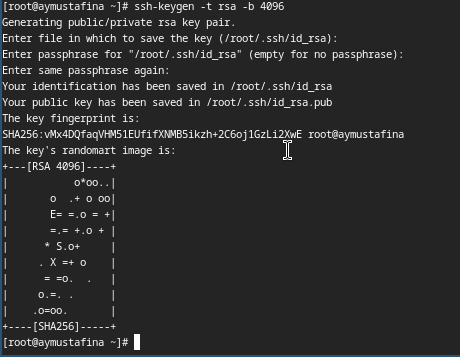 [root@aymustafina ~]# ssh-keygen -t rsa -b 4096
Generating public/private rsa key pair.
Enter file in which to save the key (/root/.ssh/id_rsa):
Enter passphrase for "/root/.ssh/id_rsa" (empty for no passphrase):
Enter same passphrase again:
Your identification has been saved in /root/.ssh/id_rsa
Your public key has been saved in /root/.ssh/id_rsa.pub
The key fingerprint is:
SHA256:vMx4DQfaqVHM51EUfifXNMB5ikzh+2C6oj1GzLi2XwE root@aymustafina
The key's randomart image is:
+---[RSA 4096]----+
|           o*oo..|
|       o  .+ o oo|
|       E= =.o = +|
|       =.= +.o + |
|      * S.o+     |
|     . X =+ o    |
|      = =o.  .   |
|     o.=. .      |
|    .o=oo.       |
+----[SHA256]-----+
[root@aymustafina ~]#